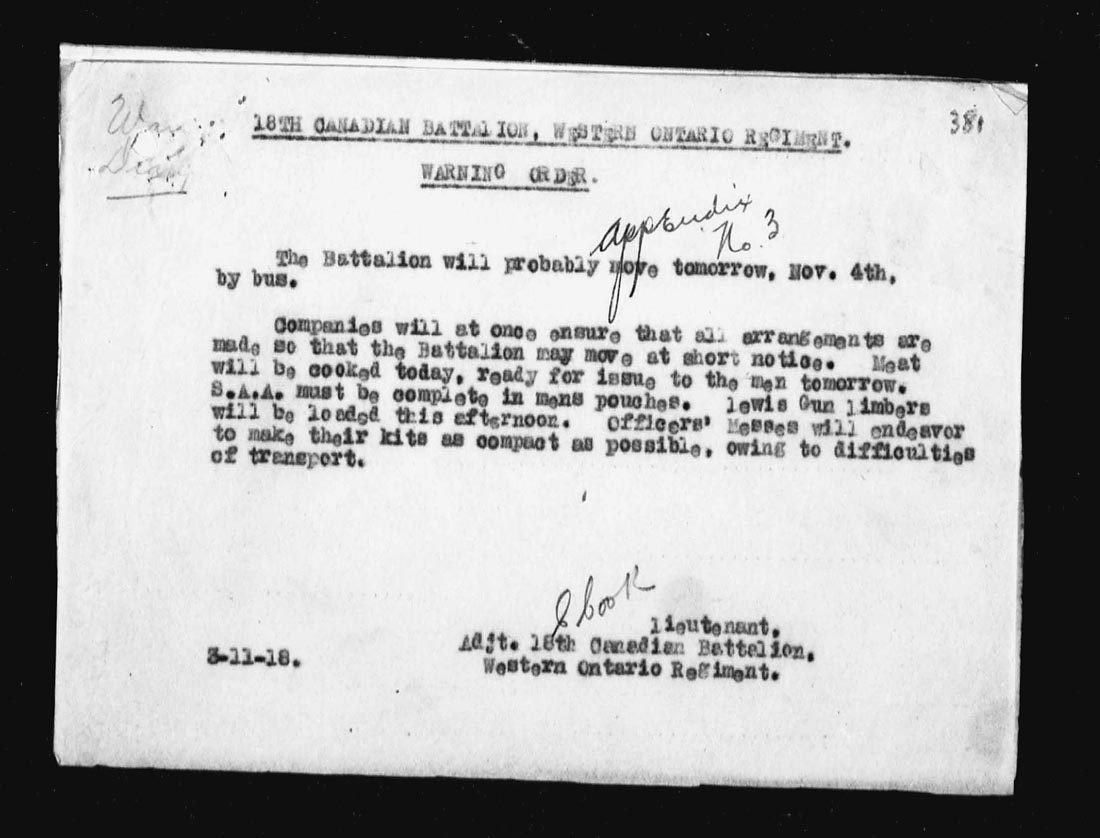 War
Diary
38
18TH CANADIAN BATTALION, WESTERN ONTARIO REGIMENT.
WARNING ORDER.
Appendix
No. 3
The Battalion will probably move tomorrow, Nov. 4th,
by bus.
Companies will at once ensure that all arrangements are
made so that the Battalion may move at short notice. Meat
will be cooked today, ready for issue to the men tomorrow.
S.A.A. must be complete in mens pouches. Lewis Gun Limbers
will be loaded this afternoon. Officers' Messes will endeavor
to make their kits as compact as possible, owing to difficulties
of transport.
Cook
Lieutenant.
Adjt. 18th Canadian Battalion,
3-11-18.
Western Ontario Regiment.